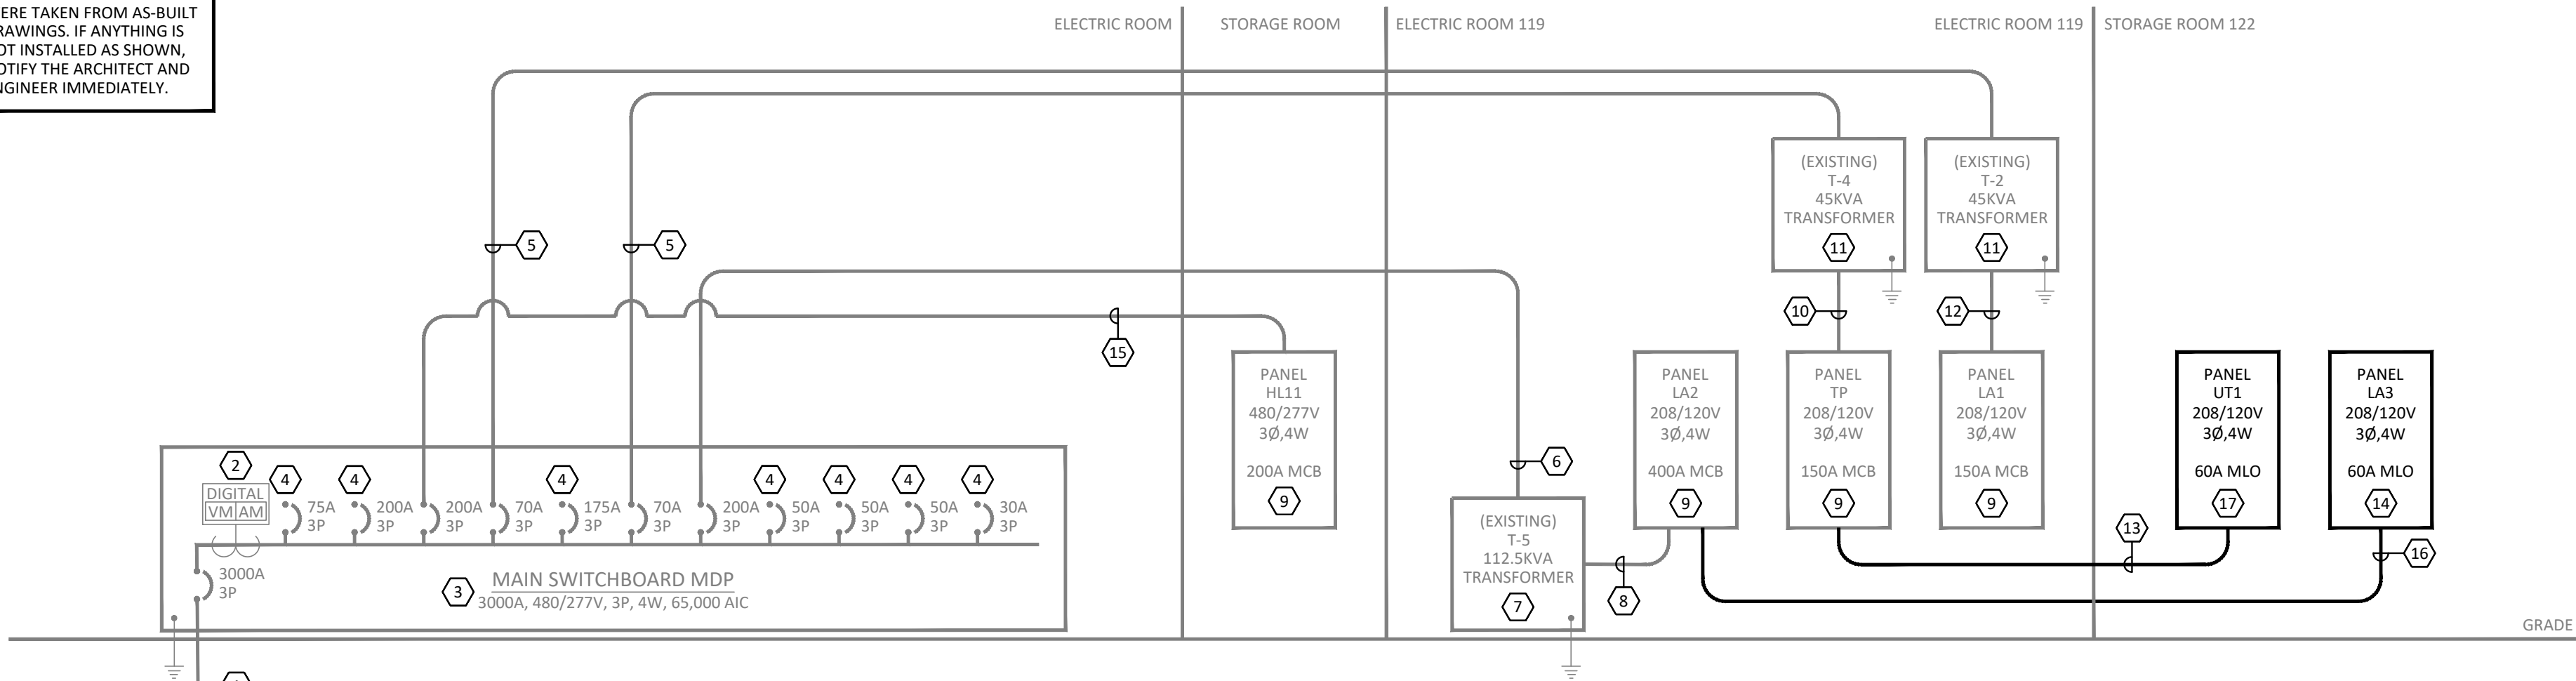 ERE TAKEN FROM AS-BUILT
RAWINGS. IF ANYTHING IS
OT INSTALLED AS SHOWN,
OTIFY THE ARCHITECT AND
NGINEER IMMEDIATELY.
ELECTRIC ROOM
STORAGE ROOM
ELECTRIC ROOM 119
ELECTRIC ROOM 119
STORAGE ROOM 122
5
5
15
(EXISTING)
T-4
45KVA
TRANSFORMER
11
(EXISTING)
T-2
45KVA
TRANSFORMER
11
10
12
PANEL
HL11
480/277V
3Ø,4W
200A MCB
9
6
PANEL
LA2
208/120V
3Ø,4W
400A MCB
9
PANEL
TP
208/120V
3Ø,4W
150A MCB
9
PANEL
LA1
208/120V
3Ø,4W
150A MCB
9
PANEL
UT1
208/120V
3Ø,4W
60A MLO
17
PANEL
LA3
208/120V
3Ø,4W
60A MLO
14
13
16
2
DIGITAL
VM AM
4
75A
3P
4
200A
3P
200A
3P
70A
3P
4
175A
3P
70A
3P
200A
3P
4
50A
3P
4
50A
3P
4
50A
3P
4
30A
3P
3000A
3P
3
MAIN SWITCHBOARD MDP
3000A, 480/277V, 3P, 4W, 65,000 AIC
(EXISTING)
T-5
112.5KVA
TRANSFORMER
7
8
GRADE